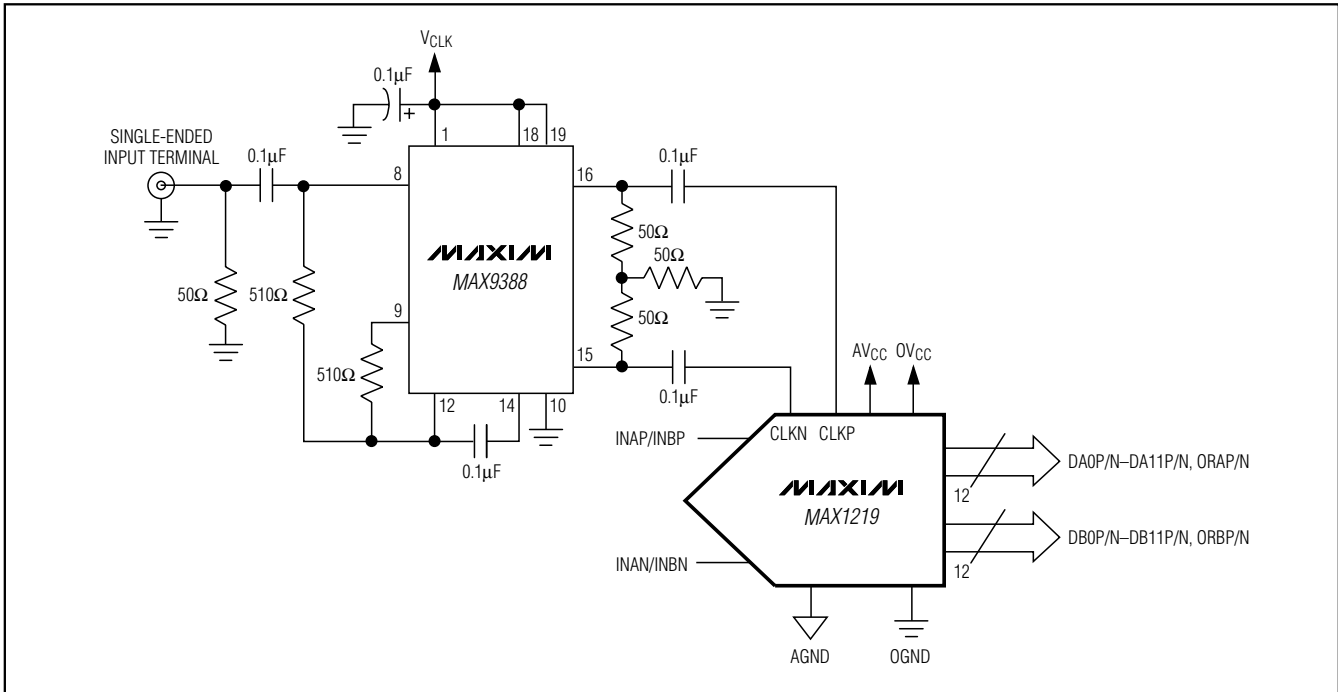 V_CLK
0.1µF
+
SINGLE-ENDED
INPUT TERMINAL
0.1µF
1
18
19
8
16
0.1µF
50Ω
50Ω
MAXIM
MAX9388
50Ω
510Ω
9
50Ω
15
510Ω
0.1µF
12
14
10
0.1µF
AV_CC
OV_CC
INAP/INBP
CLKN
CLKP
DA0P/N–DA11P/N, ORAP/N
12
MAXIM
MAX1219
DB0P/N–DB11P/N, ORBP/N
INAN/INBN
12
AGND
OGND